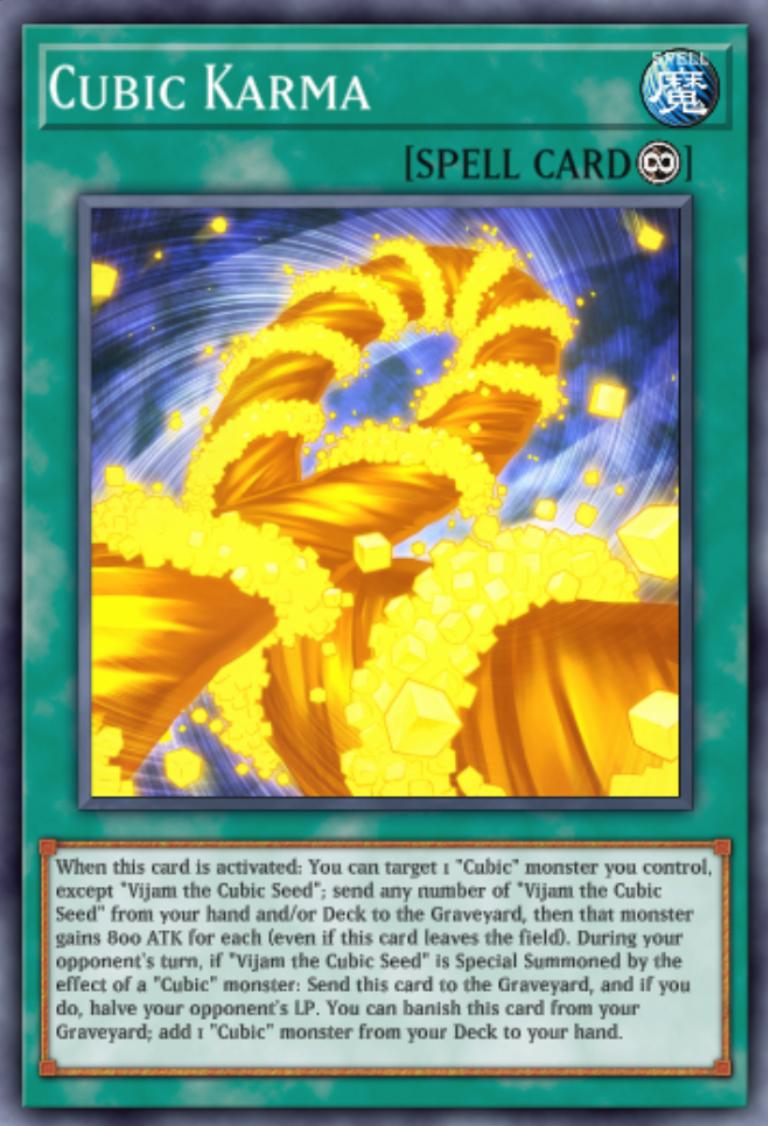 Cubic Karma
SPELL
魔
[SPELL CARD]
When this card is activated: You can target 1 "Cubic" monster you control,
except "Vijam the Cubic Seed"; send any number of "Vijam the Cubic
Seed" from your hand and/or Deck to the Graveyard, then that monster
gains 800 ATK for each (even if this card leaves the field). During your
opponent's turn, if "Vijam the Cubic Seed" is Special Summoned by the
effect of a "Cubic" monster: Send this card to the Graveyard, and if you
do, halve your opponent's LP. You can banish this card from your
Graveyard; add 1 "Cubic" monster from your Deck to your hand.